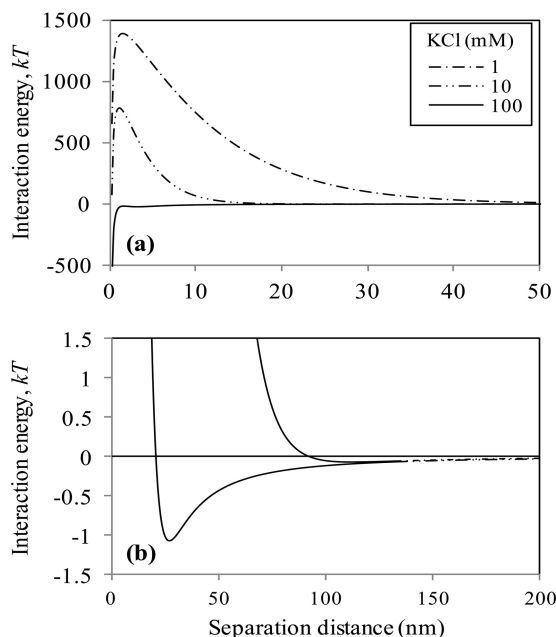 1500
1000
500
0
-500
Interaction energy, kT
KCl (mM)
1
10
100
(a)
0 10 20 30 40 50
1.5
1
0.5
0
-0.5
-1
-1.5
Interaction energy, kT
(b)
0 50 100 150 200
Separation distance (nm)